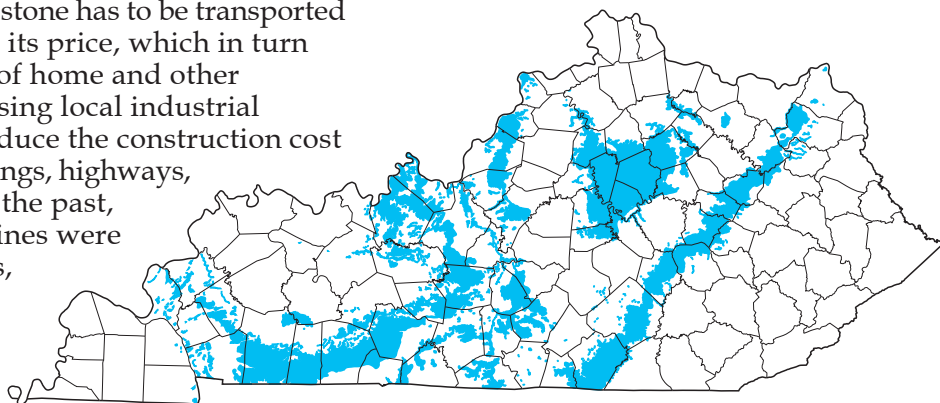 stone has to be transported
its price, which in turn
of home and other
sing local industrial
duce the construction cost
ngs, highways,
the past,
ines were